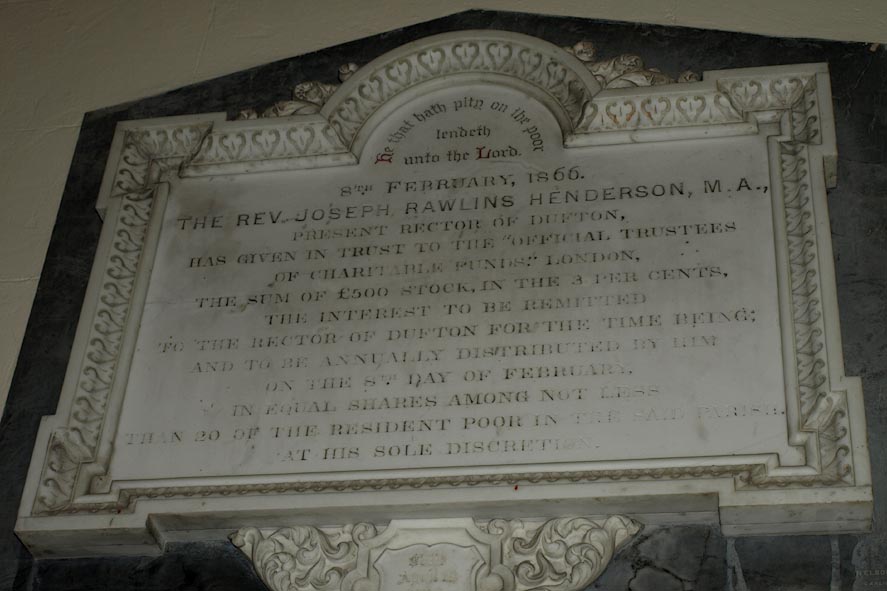 He that hath pity on the poor
lendeth
unto the Lord.
8TH FEBRUARY, 1866.
THE REV. JOSEPH RAWLINS HENDERSON, M.A.,
PRESENT RECTOR OF DUFTON,
HAS GIVEN IN TRUST TO THE "OFFICIAL TRUSTEES
OF CHARITABLE FUNDS," LONDON,
THE SUM OF £500 STOCK, IN THE 3 PER CENTS,
THE INTEREST TO BE REMITTED
TO THE RECTOR OF DUFTON FOR THE TIME BEING;
AND TO BE ANNUALLY DISTRIBUTED BY HIM
ON THE 8TH DAY OF FEBRUARY,
IN EQUAL SHARES AMONG NOT LESS
THAN 20 OF THE RESIDENT POOR IN THE SAID PARISH.
AT HIS SOLE DISCRETION.
April